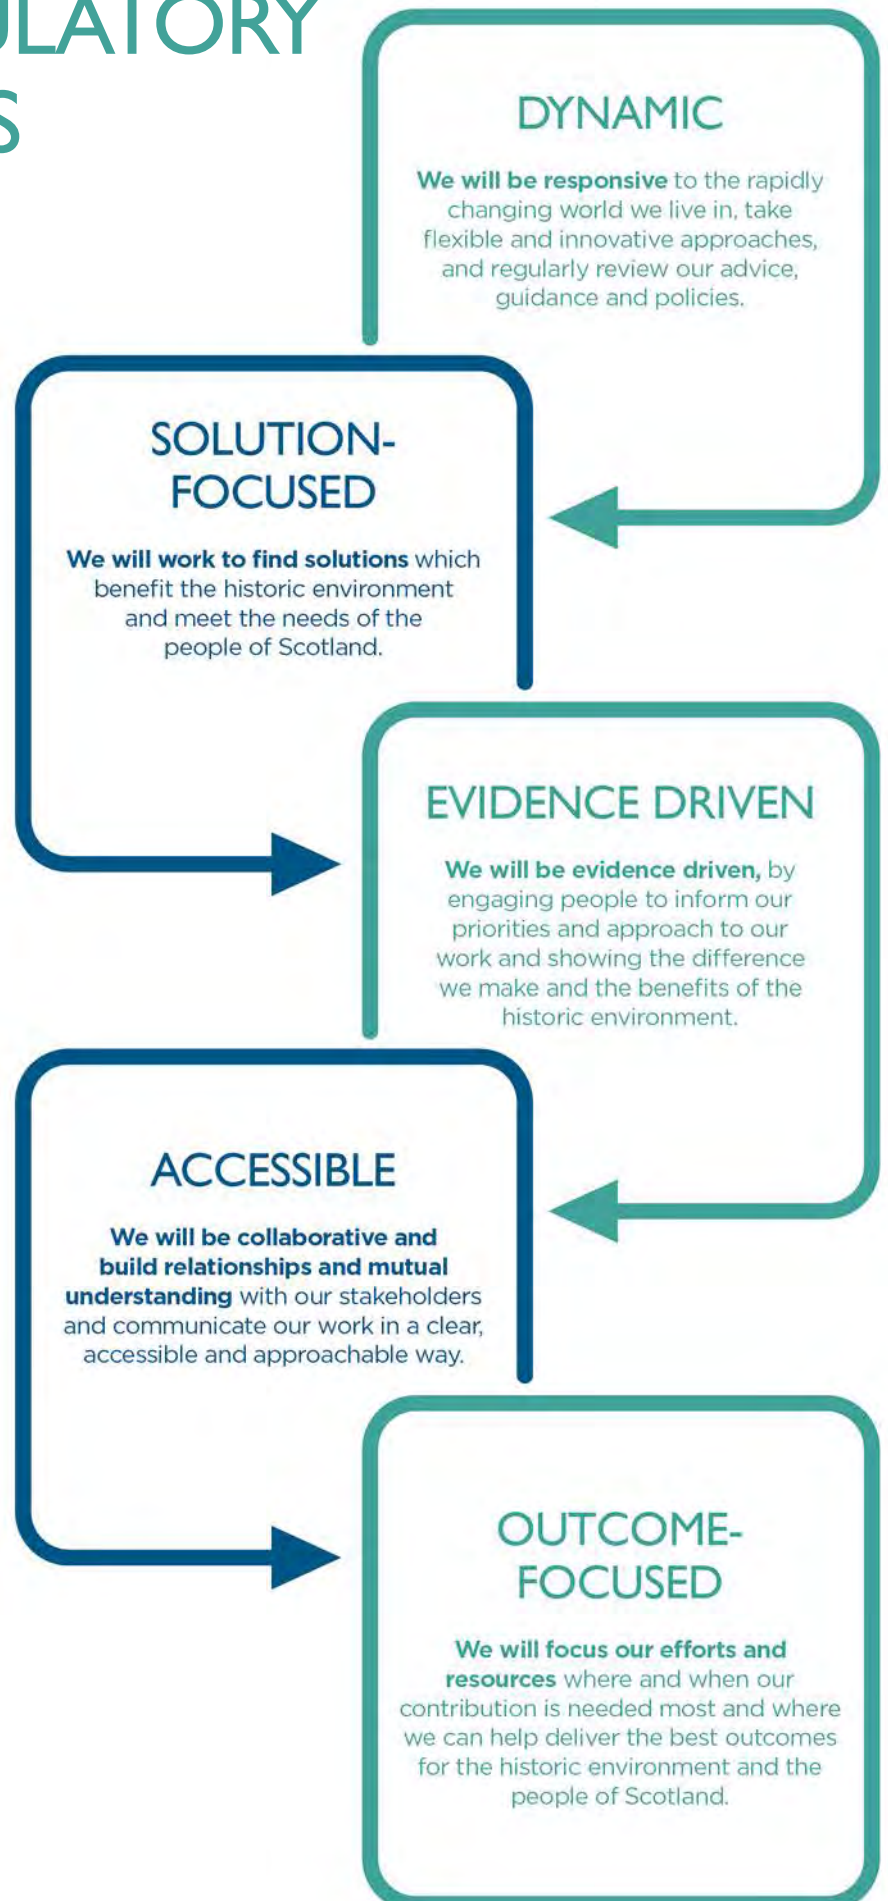 ULATORY
S
DYNAMIC
We will be responsive to the rapidly
changing world we live in, take
flexible and innovative approaches,
and regularly review our advice,
guidance and policies.
SOLUTION-
FOCUSED
We will work to find solutions which
benefit the historic environment
and meet the needs of the
people of Scotland.
EVIDENCE DRIVEN
We will be evidence driven, by
engaging people to inform our
priorities and approach to our
work and showing the difference
we make and the benefits of the
historic environment.
ACCESSIBLE
We will be collaborative and
build relationships and mutual
understanding with our stakeholders
and communicate our work in a clear,
accessible and approachable way.
OUTCOME-
FOCUSED
We will focus our efforts and
resources where and when our
contribution is needed most and where
we can help deliver the best outcomes
for the historic environment and the
people of Scotland.